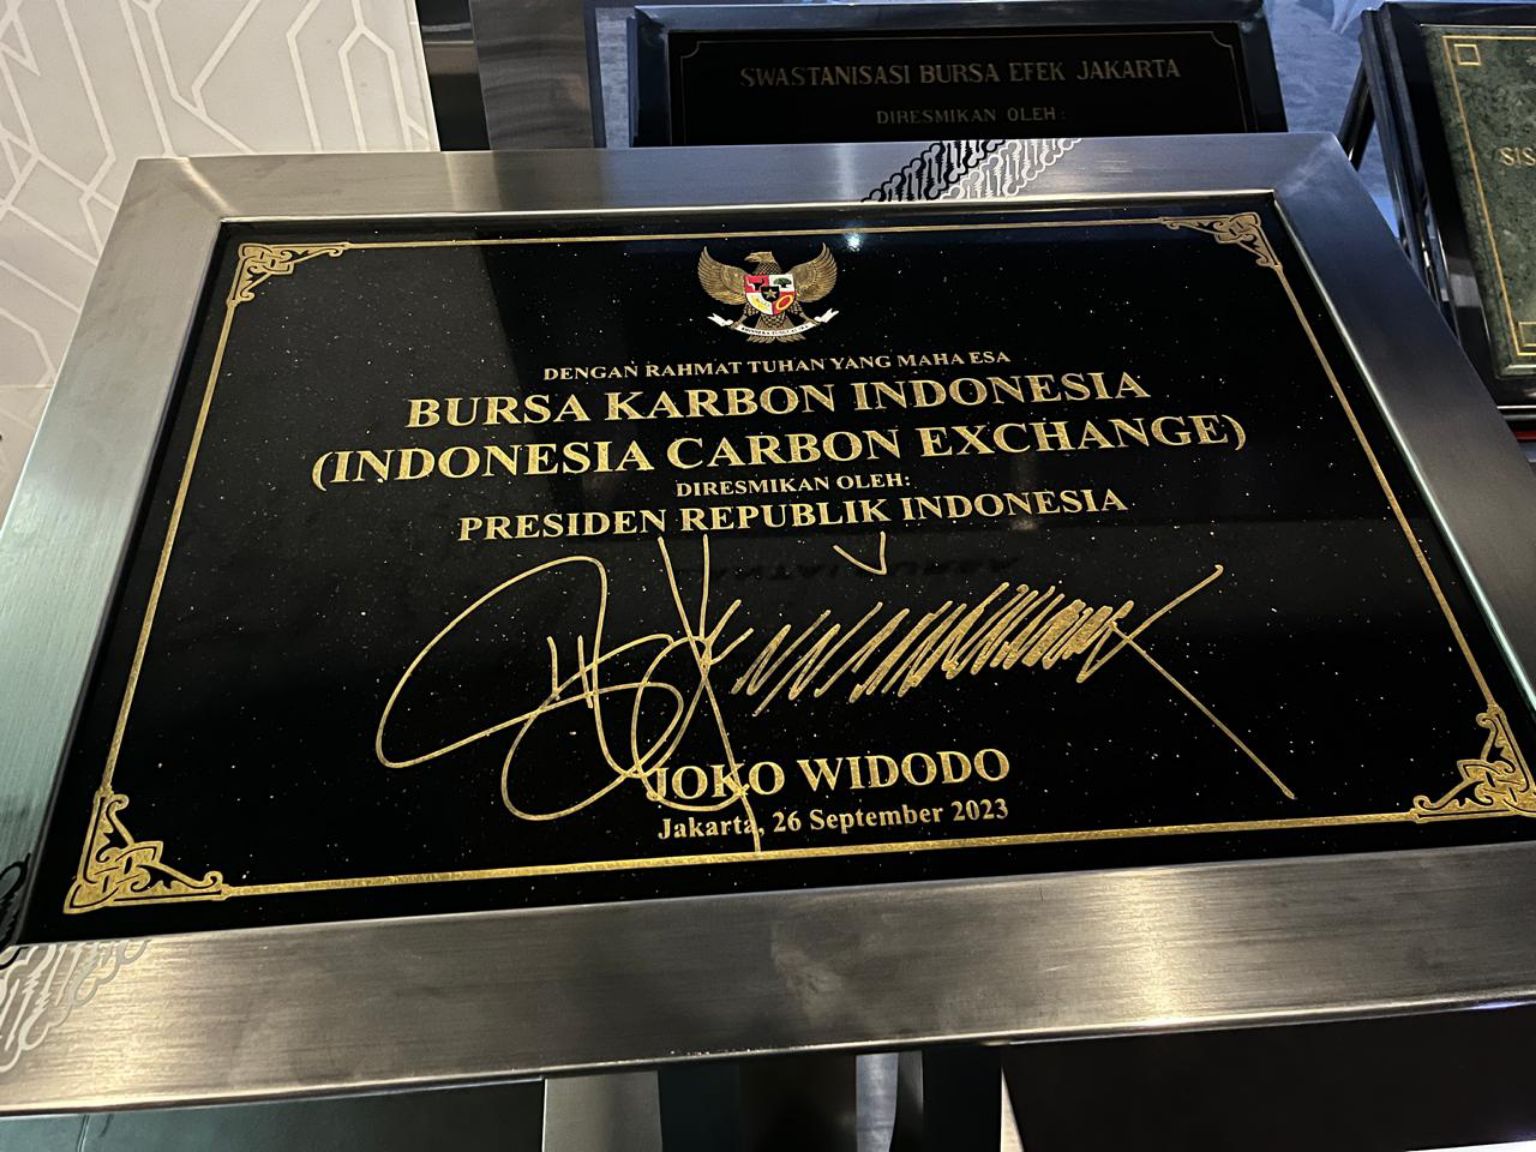 SWASTANISASI BURSA EFEK JAKARTA
DIRESMIKAN OLEH :
DENGAN RAHMAT TUHAN YANG MAHA ESA
BURSA KARBON INDONESIA
(INDONESIA CARBON EXCHANGE)
DIRESMIKAN OLEH:
PRESIDEN REPUBLIK INDONESIA
JOKO WIDODO
Jakarta, 26 September 2023